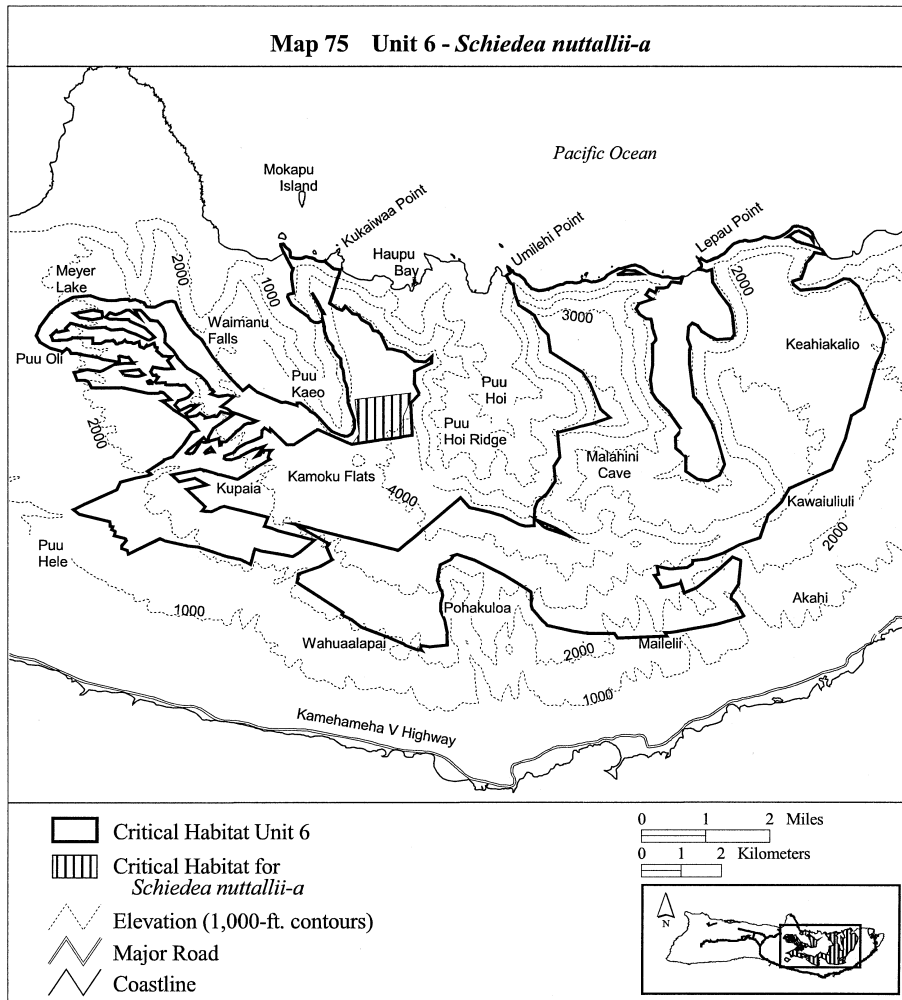 Map 75 Unit 6 - Schiedea nuttallii-a
Pacific Ocean
Mokapu
Island
Kukaiwaa Point
Haupu
Bay
Umilehi Point
Lepau Point
Meyer
Lake
2000
1000
Waimanu
Falls
3000
2000
Keahiakalio
Puu Oli
Puu
Kaeo
Puu
Hoi
Puu
Hoi Ridge
2000
Malahini
Cave
Kupaia
Kamoku Flats
4000
Kawaiuliuli
2000
Puu
Hele
1000
Pohakuloa
Akahi
Wahuaalapai
2000
Mailelii
1000
Kamehameha V Highway
Critical Habitat Unit 6
Critical Habitat for
Schiedea nuttallii-a
Elevation (1,000-ft. contours)
Major Road
Coastline
0 1 2 Miles
0 1 2 Kilometers
N